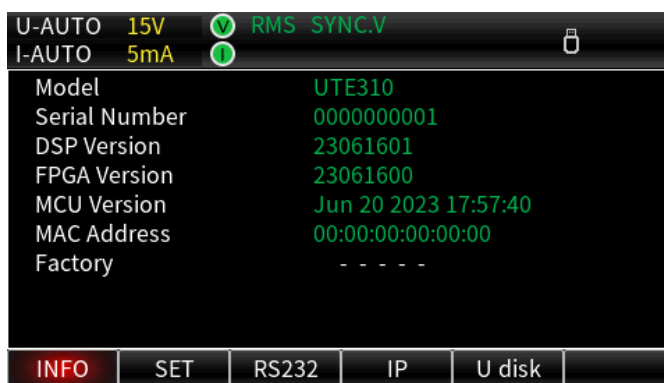 U-AUTO 15V V RMS SYNC.V
I-AUTO 5mA I
Model UTE310
Serial Number 0000000001
DSP Version 23061601
FPGA Version 23061600
MCU Version Jun 20 2023 17:57:40
MAC Address 00:00:00:00:00:00
Factory - - - - -
INFO SET RS232 IP U disk